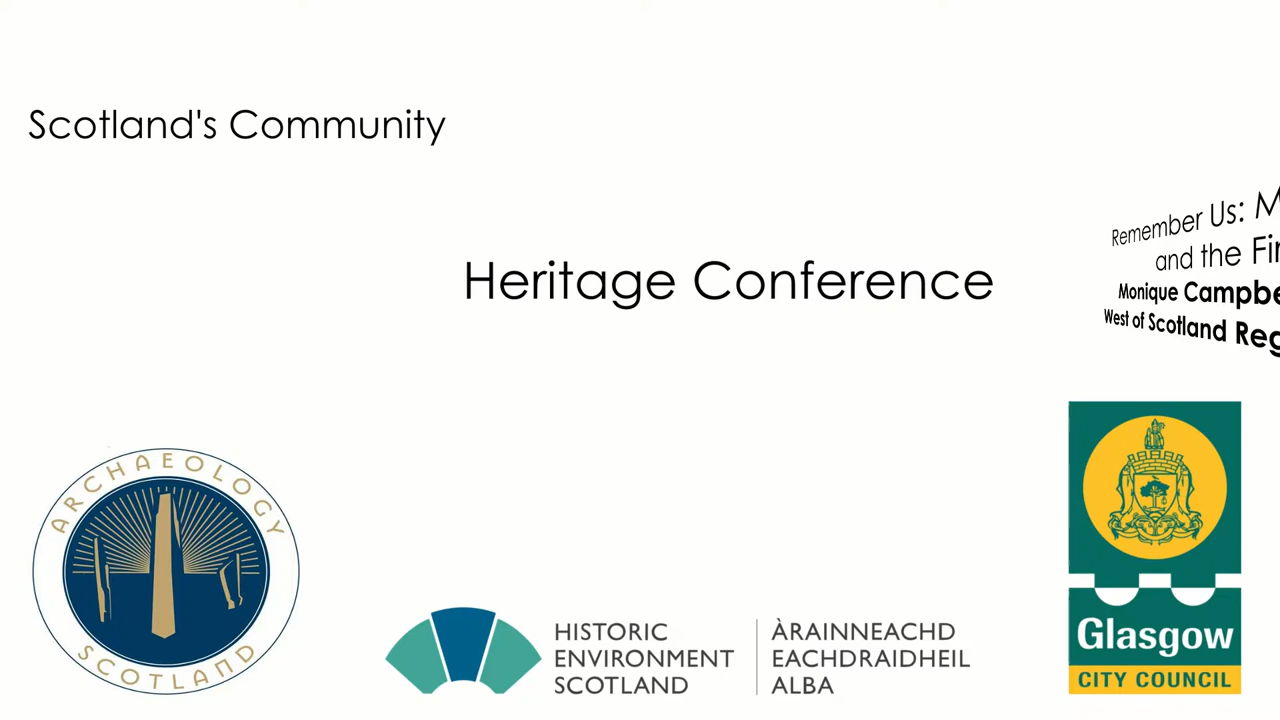 Scotland's Community
Heritage Conference
Remember Us:
and the
Monique
West of Scotland
ARCHAEOLOGY
SCOTLAND
HISTORIC
ENVIRONMENT
SCOTLAND
ÀRAINNEACHD
EACHDRAIDHEIL
ALBA
Glasgow
CITY COUNCIL